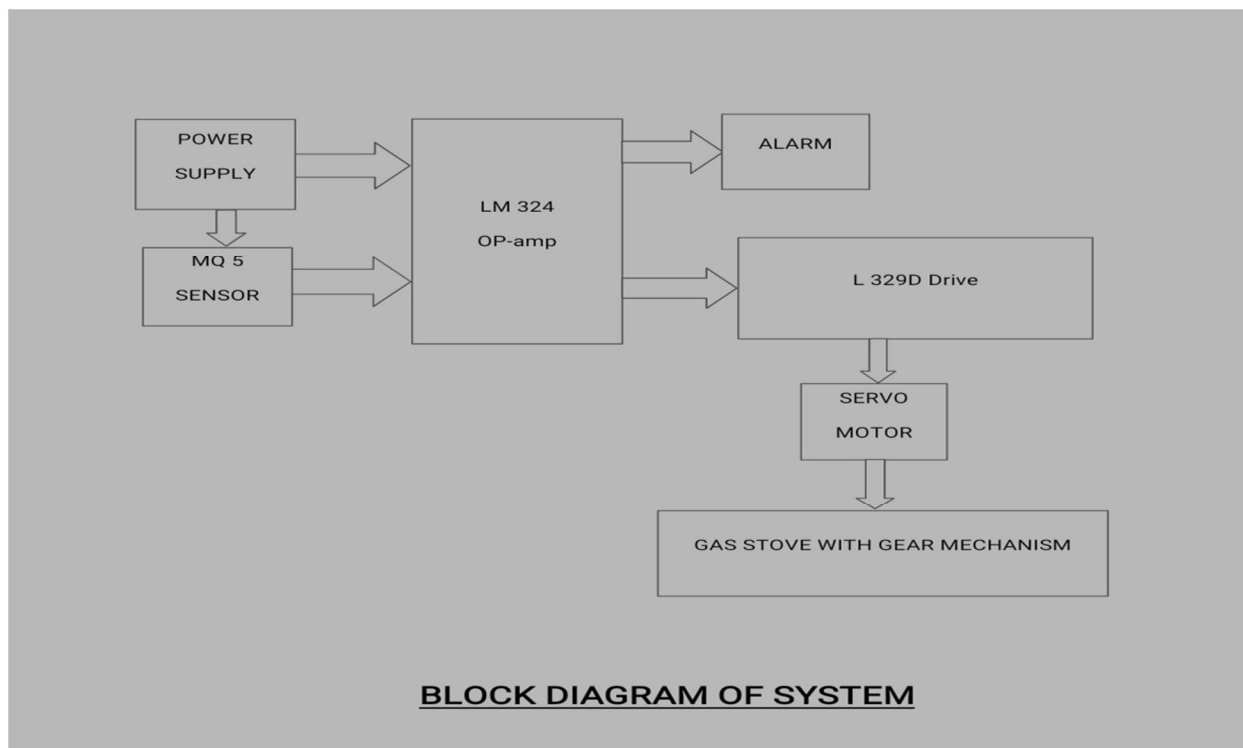 POWER
SUPPLY
ALARM
LM 324
OP-amp
MQ 5
SENSOR
L 329D Drive
SERVO
MOTOR
GAS STOVE WITH GEAR MECHANISM
BLOCK DIAGRAM OF SYSTEM